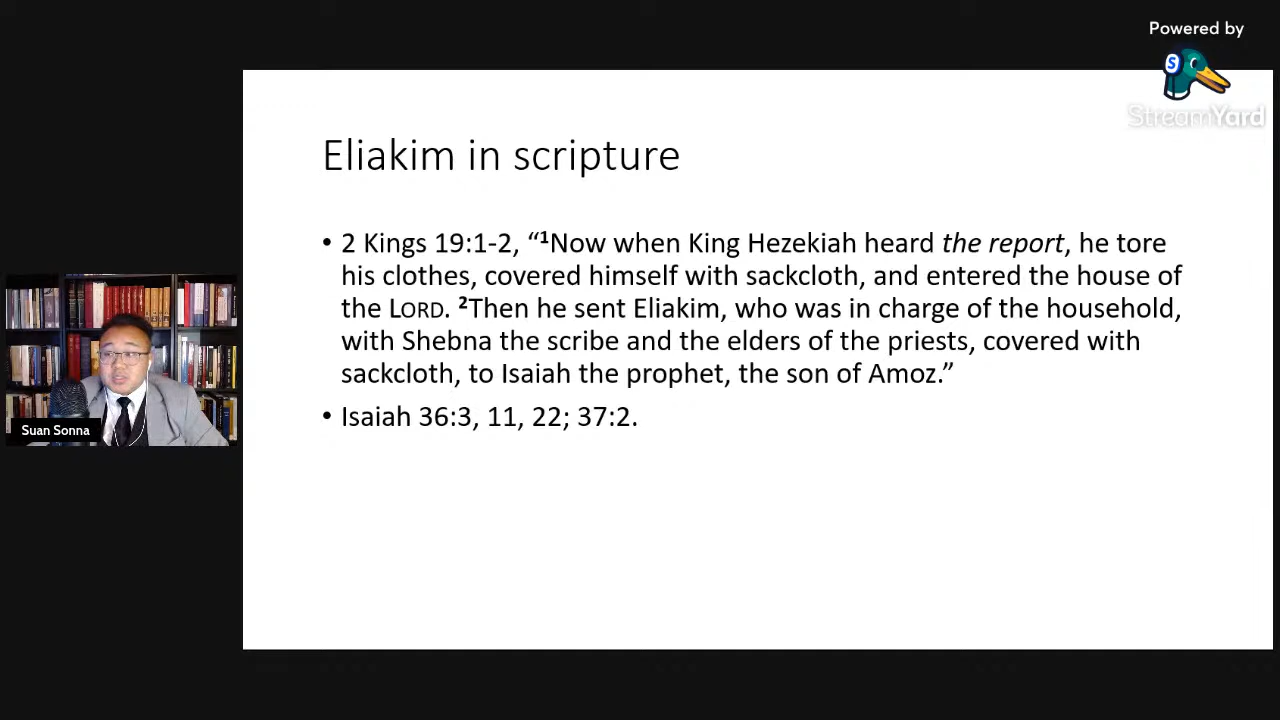 Powered by
StreamYard
Eliakim in scripture
• 2 Kings 19:1-2, “¹Now when King Hezekiah heard the report, he tore
his clothes, covered himself with sackcloth, and entered the house of
the LORD. ²Then he sent Eliakim, who was in charge of the household,
with Shebna the scribe and the elders of the priests, covered with
sackcloth, to Isaiah the prophet, the son of Amoz.”
• Isaiah 36:3, 11, 22; 37:2.
Suan Sonna